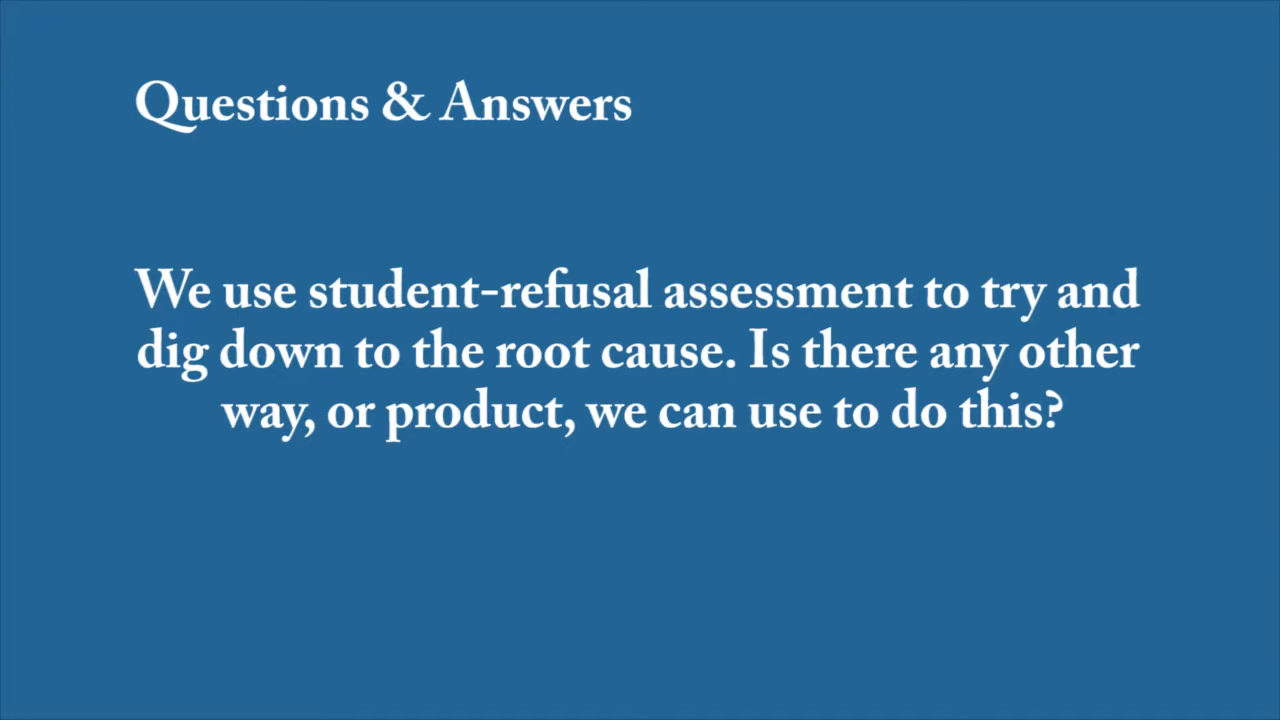 Questions & Answers
We use student-refusal assessment to try and
dig down to the root cause. Is there any other
way, or product, we can use to do this?